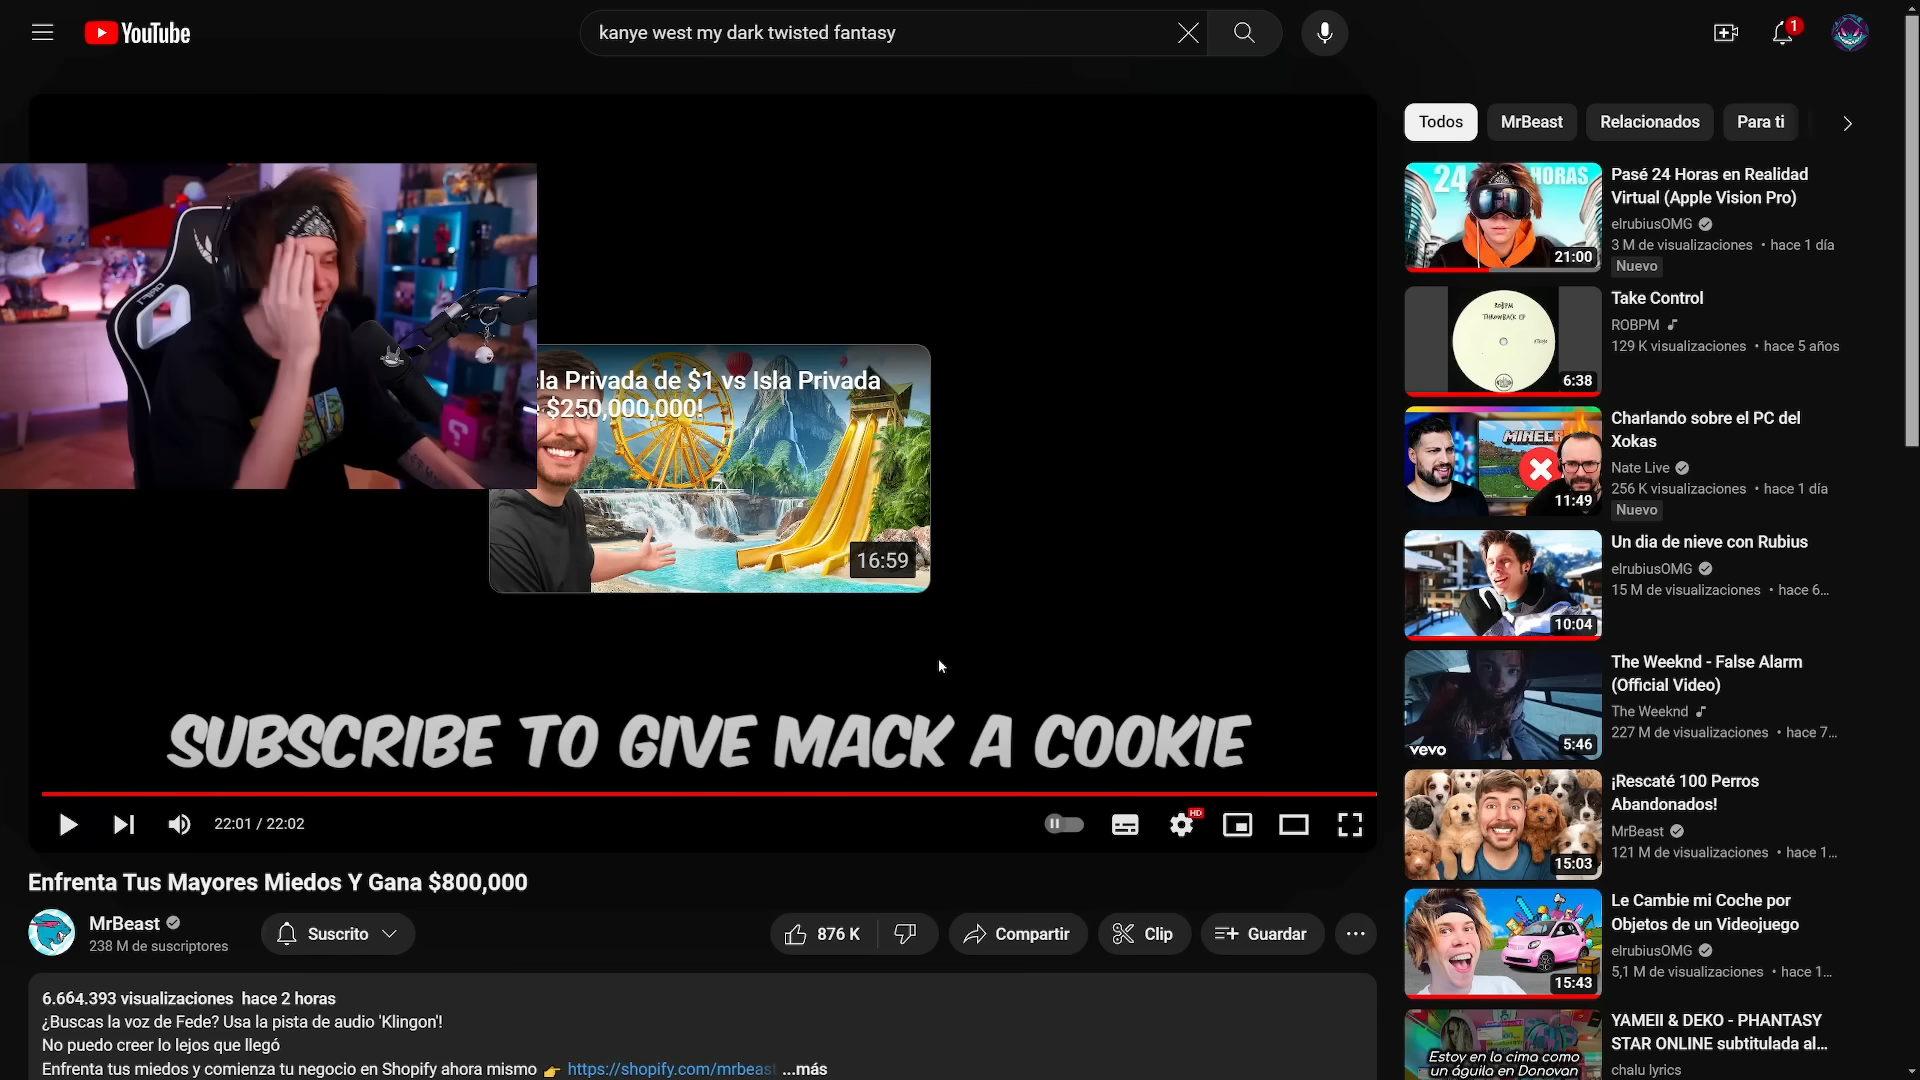 YouTube
kanye west my dark twisted fantasy
1
la Privada de $1 vs Isla Privada
$250,000,000!
16:59
SUBSCRIBE TO GIVE MACK A COOKIE
22:01 / 22:02
HD
Enfrenta Tus Mayores Miedos Y Gana $800,000
MrBeast
238 M de suscriptores
Suscrito
876 K
Compartir
Clip
Guardar
6.664.393 visualizaciones hace 2 horas
¿Buscas la voz de Fede? Usa la pista de audio 'Klingon'!
No puedo creer lo lejos que llegó
Enfrenta tus miedos y comienza tu negocio en Shopify ahora mismo 👉 https://shopify.com/mrbeast ...más
Todos
MrBeast
Relacionados
Para ti
24 HORAS
21:00
Pasé 24 Horas en Realidad
Virtual (Apple Vision Pro)
elrubiusOMG
3 M de visualizaciones • hace 1 día
Nuevo
ROBPM
THROWBACK EP
6:38
Take Control
ROBPM
129 K visualizaciones • hace 5 años
MINECR
11:49
Charlando sobre el PC del
Xokas
Nate Live
256 K visualizaciones • hace 1 día
Nuevo
10:04
Un dia de nieve con Rubius
elrubiusOMG
15 M de visualizaciones • hace 6...
vevo
5:46
The Weeknd - False Alarm
(Official Video)
The Weeknd
227 M de visualizaciones • hace 7...
15:03
¡Rescaté 100 Perros
Abandonados!
MrBeast
121 M de visualizaciones • hace 1...
15:43
Le Cambie mi Coche por
Objetos de un Videojuego
elrubiusOMG
5,1 M de visualizaciones • hace 1...
Estoy en la cima como
un águila en Donovan
YAMEII & DEKO - PHANTASY
STAR ONLINE subtitulada al...
chalu lyrics